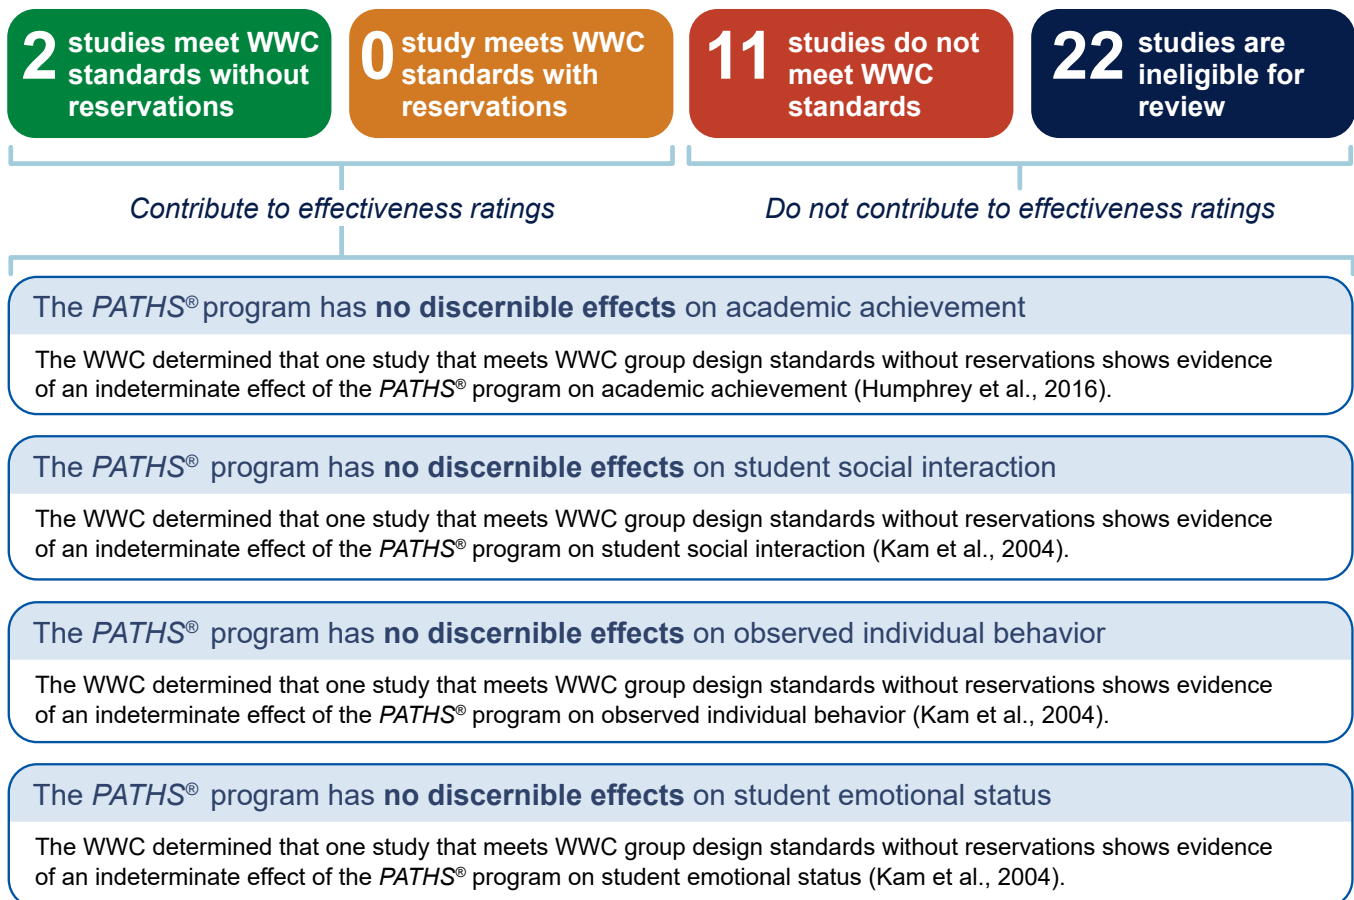 2 studies meet WWC
standards without
reservations
0 study meets WWC
standards with
reservations
11 studies do not
meet WWC
standards
22 studies are
ineligible for
review
Contribute to effectiveness ratings
Do not contribute to effectiveness ratings
The PATHS® program has no discernible effects on academic achievement
The WWC determined that one study that meets WWC group design standards without reservations shows evidence
of an indeterminate effect of the PATHS® program on academic achievement (Humphrey et al., 2016).
The PATHS® program has no discernible effects on student social interaction
The WWC determined that one study that meets WWC group design standards without reservations shows evidence
of an indeterminate effect of the PATHS® program on student social interaction (Kam et al., 2004).
The PATHS® program has no discernible effects on observed individual behavior
The WWC determined that one study that meets WWC group design standards without reservations shows evidence
of an indeterminate effect of the PATHS® program on observed individual behavior (Kam et al., 2004).
The PATHS® program has no discernible effects on student emotional status
The WWC determined that one study that meets WWC group design standards without reservations shows evidence
of an indeterminate effect of the PATHS® program on student emotional status (Kam et al., 2004).